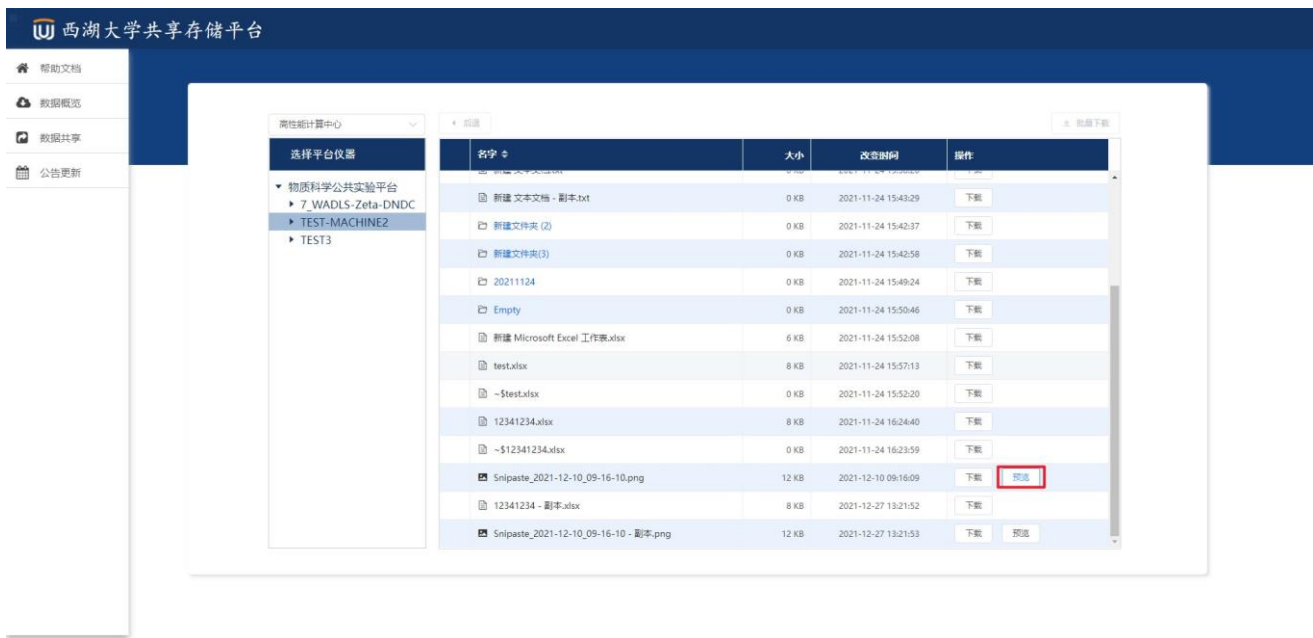 西湖大学共享存储平台
帮助文档
数据概览
数据共享
公告更新
高性能计算中心
后退
批量下载
选择平台仪器
物质科学公共实验平台
7_WADLS-Zeta-DNDC
TEST-MACHINE2
TEST3
名字 大小 改变时间 操作
新建 文本文档 - 副本.txt 0 KB 2021-11-24 15:43:29 下载
新建文件夹 (2) 0 KB 2021-11-24 15:42:37 下载
新建文件夹(3) 0 KB 2021-11-24 15:42:58 下载
20211124 0 KB 2021-11-24 15:49:24 下载
Empty 0 KB 2021-11-24 15:50:46 下载
新建 Microsoft Excel 工作表.xlsx 6 KB 2021-11-24 15:52:08 下载
test.xlsx 8 KB 2021-11-24 15:57:13 下载
~$test.xlsx 0 KB 2021-11-24 15:52:20 下载
12341234.xlsx 8 KB 2021-11-24 16:24:40 下载
~$12341234.xlsx 0 KB 2021-11-24 16:23:59 下载
Snipaste_2021-12-10_09-16-10.png 12 KB 2021-12-10 09:16:09 下载 预览
12341234 - 副本.xlsx 8 KB 2021-12-27 13:21:52 下载
Snipaste_2021-12-10_09-16-10 - 副本.png 12 KB 2021-12-27 13:21:53 下载 预览